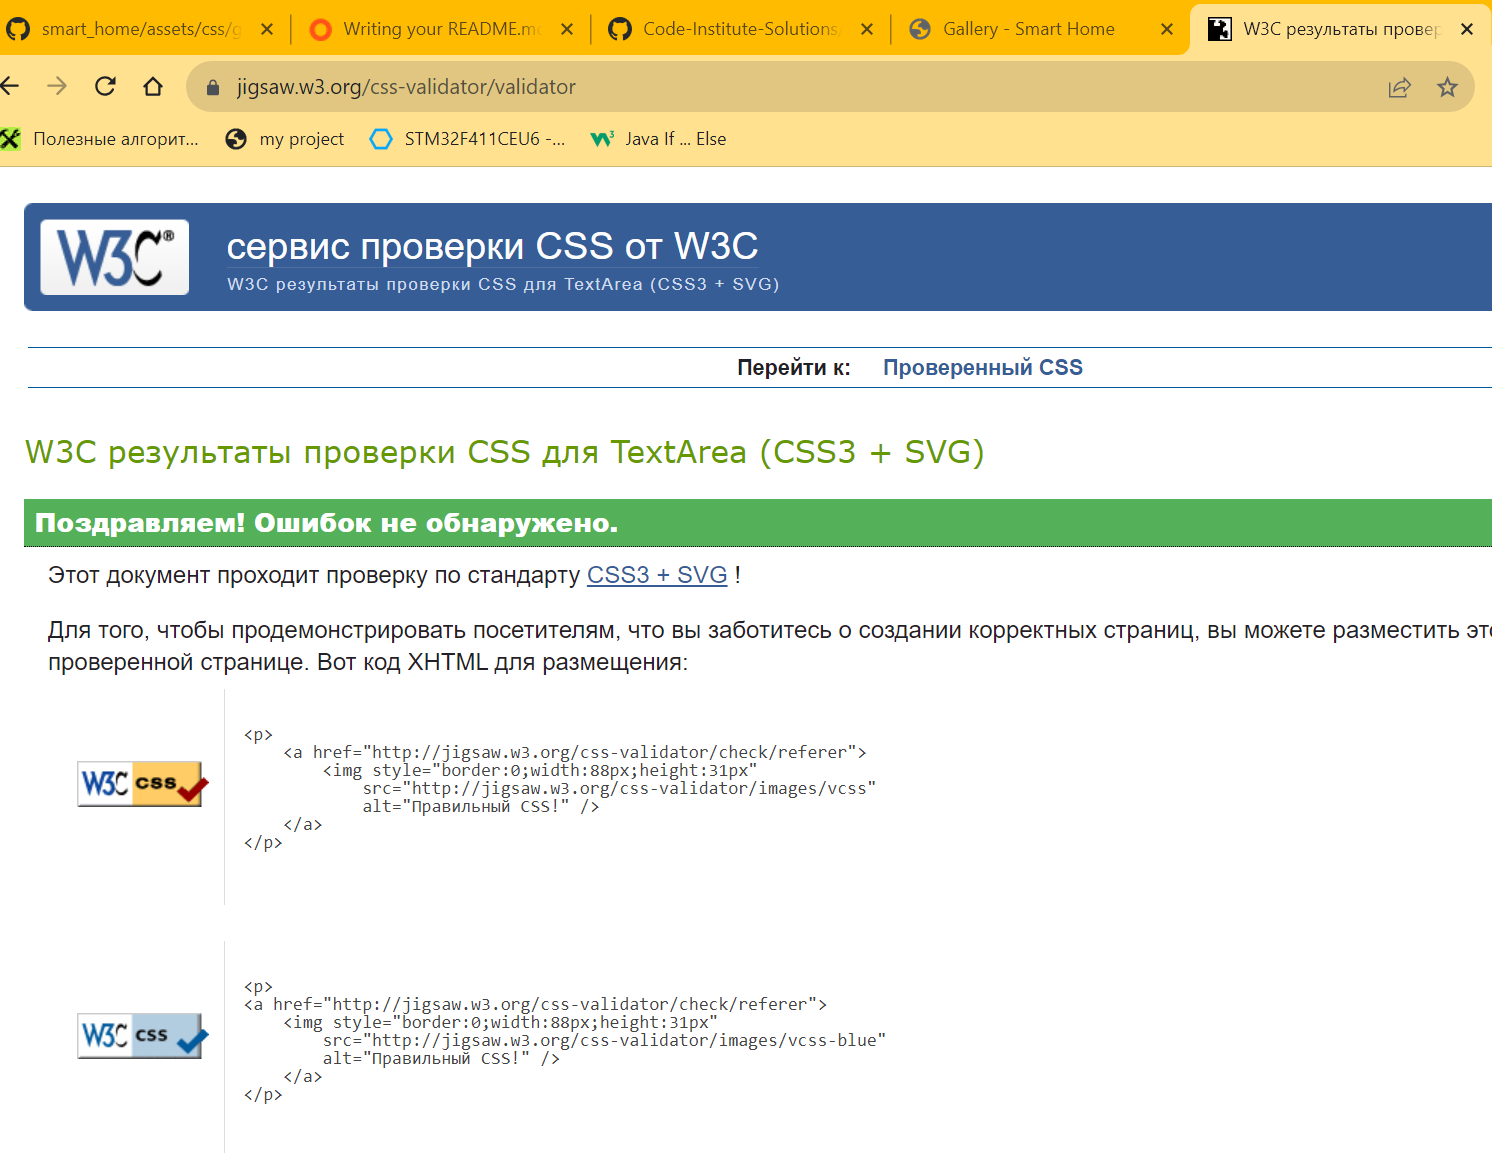 smart_home/assets/css/g
Writing your README.m
Code-Institute-Solutions
Gallery - Smart Home
W3C результаты провер
jigsaw.w3.org/css-validator/validator
Полезные алгорит...
my project
STM32F411CEU6 -...
Java If ... Else
W3C®
сервис проверки CSS от W3C
W3C результаты проверки CSS для TextArea (CSS3 + SVG)
Перейти к: Проверенный CSS
W3C результаты проверки CSS для TextArea (CSS3 + SVG)
Поздравляем! Ошибок не обнаружено.
Этот документ проходит проверку по стандарту CSS3 + SVG !
Для того, чтобы продемонстрировать посетителям, что вы заботитесь о создании корректных страниц, вы можете разместить
проверенной странице. Вот код XHTML для размещения:
W3C css
<p>
<a href="http://jigsaw.w3.org/css-validator/check/referer">
<img style="border:0;width:88px;height:31px"
src="http://jigsaw.w3.org/css-validator/images/vcss"
alt="Правильный CSS!" />
</a>
</p>
W3C css
<p>
<a href="http://jigsaw.w3.org/css-validator/check/referer">
<img style="border:0;width:88px;height:31px"
src="http://jigsaw.w3.org/css-validator/images/vcss-blue"
alt="Правильный CSS!" />
</a>
</p>